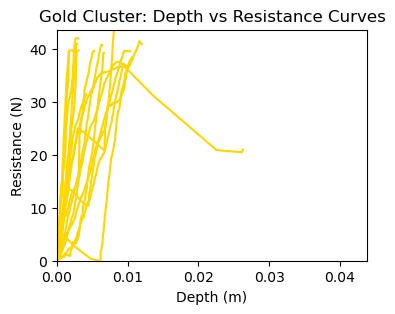 Gold Cluster: Depth vs Resistance Curves
Resistance (N)
40
30
20
10
0
0.00 0.01 0.02 0.03 0.04
Depth (m)